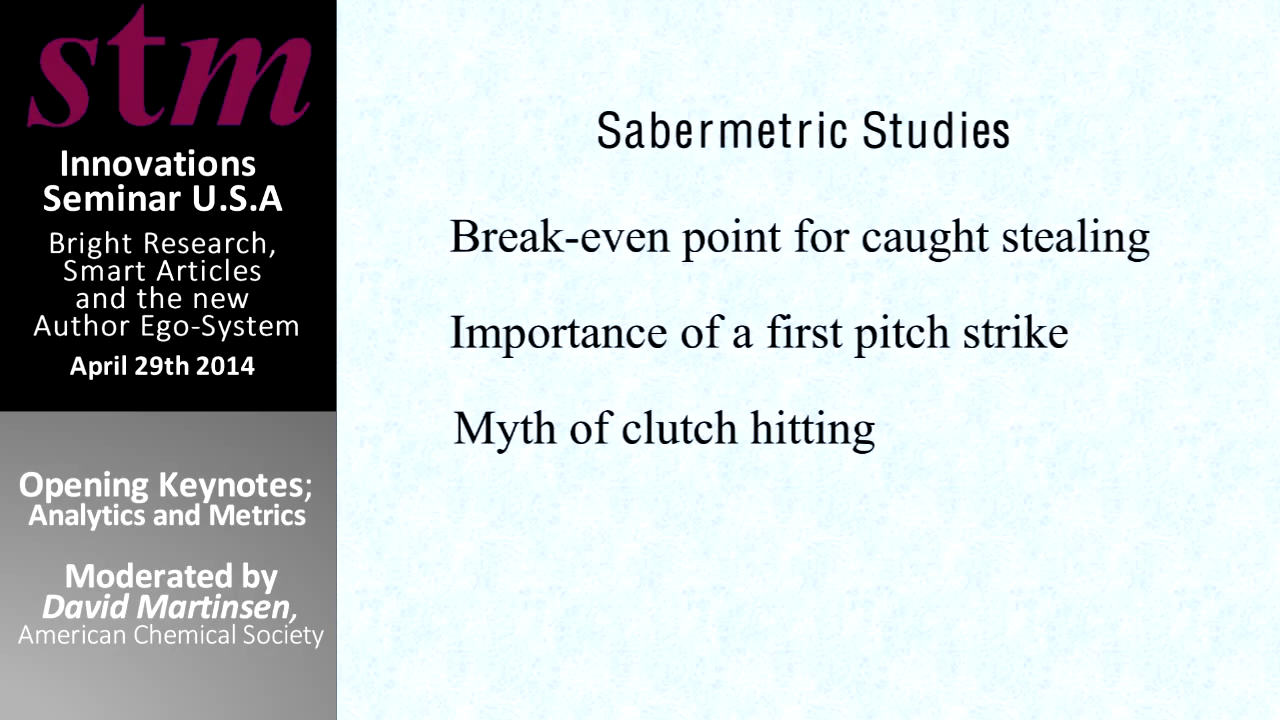 stm
Innovations
Seminar U.S.A
Bright Research,
Smart Articles
and the new
Author Ego-System
April 29th 2014
Opening Keynotes;
Analytics and Metrics
Moderated by
David Martinsen,
American Chemical Society
Sabermetric Studies
Break-even point for caught stealing
Importance of a first pitch strike
Myth of clutch hitting